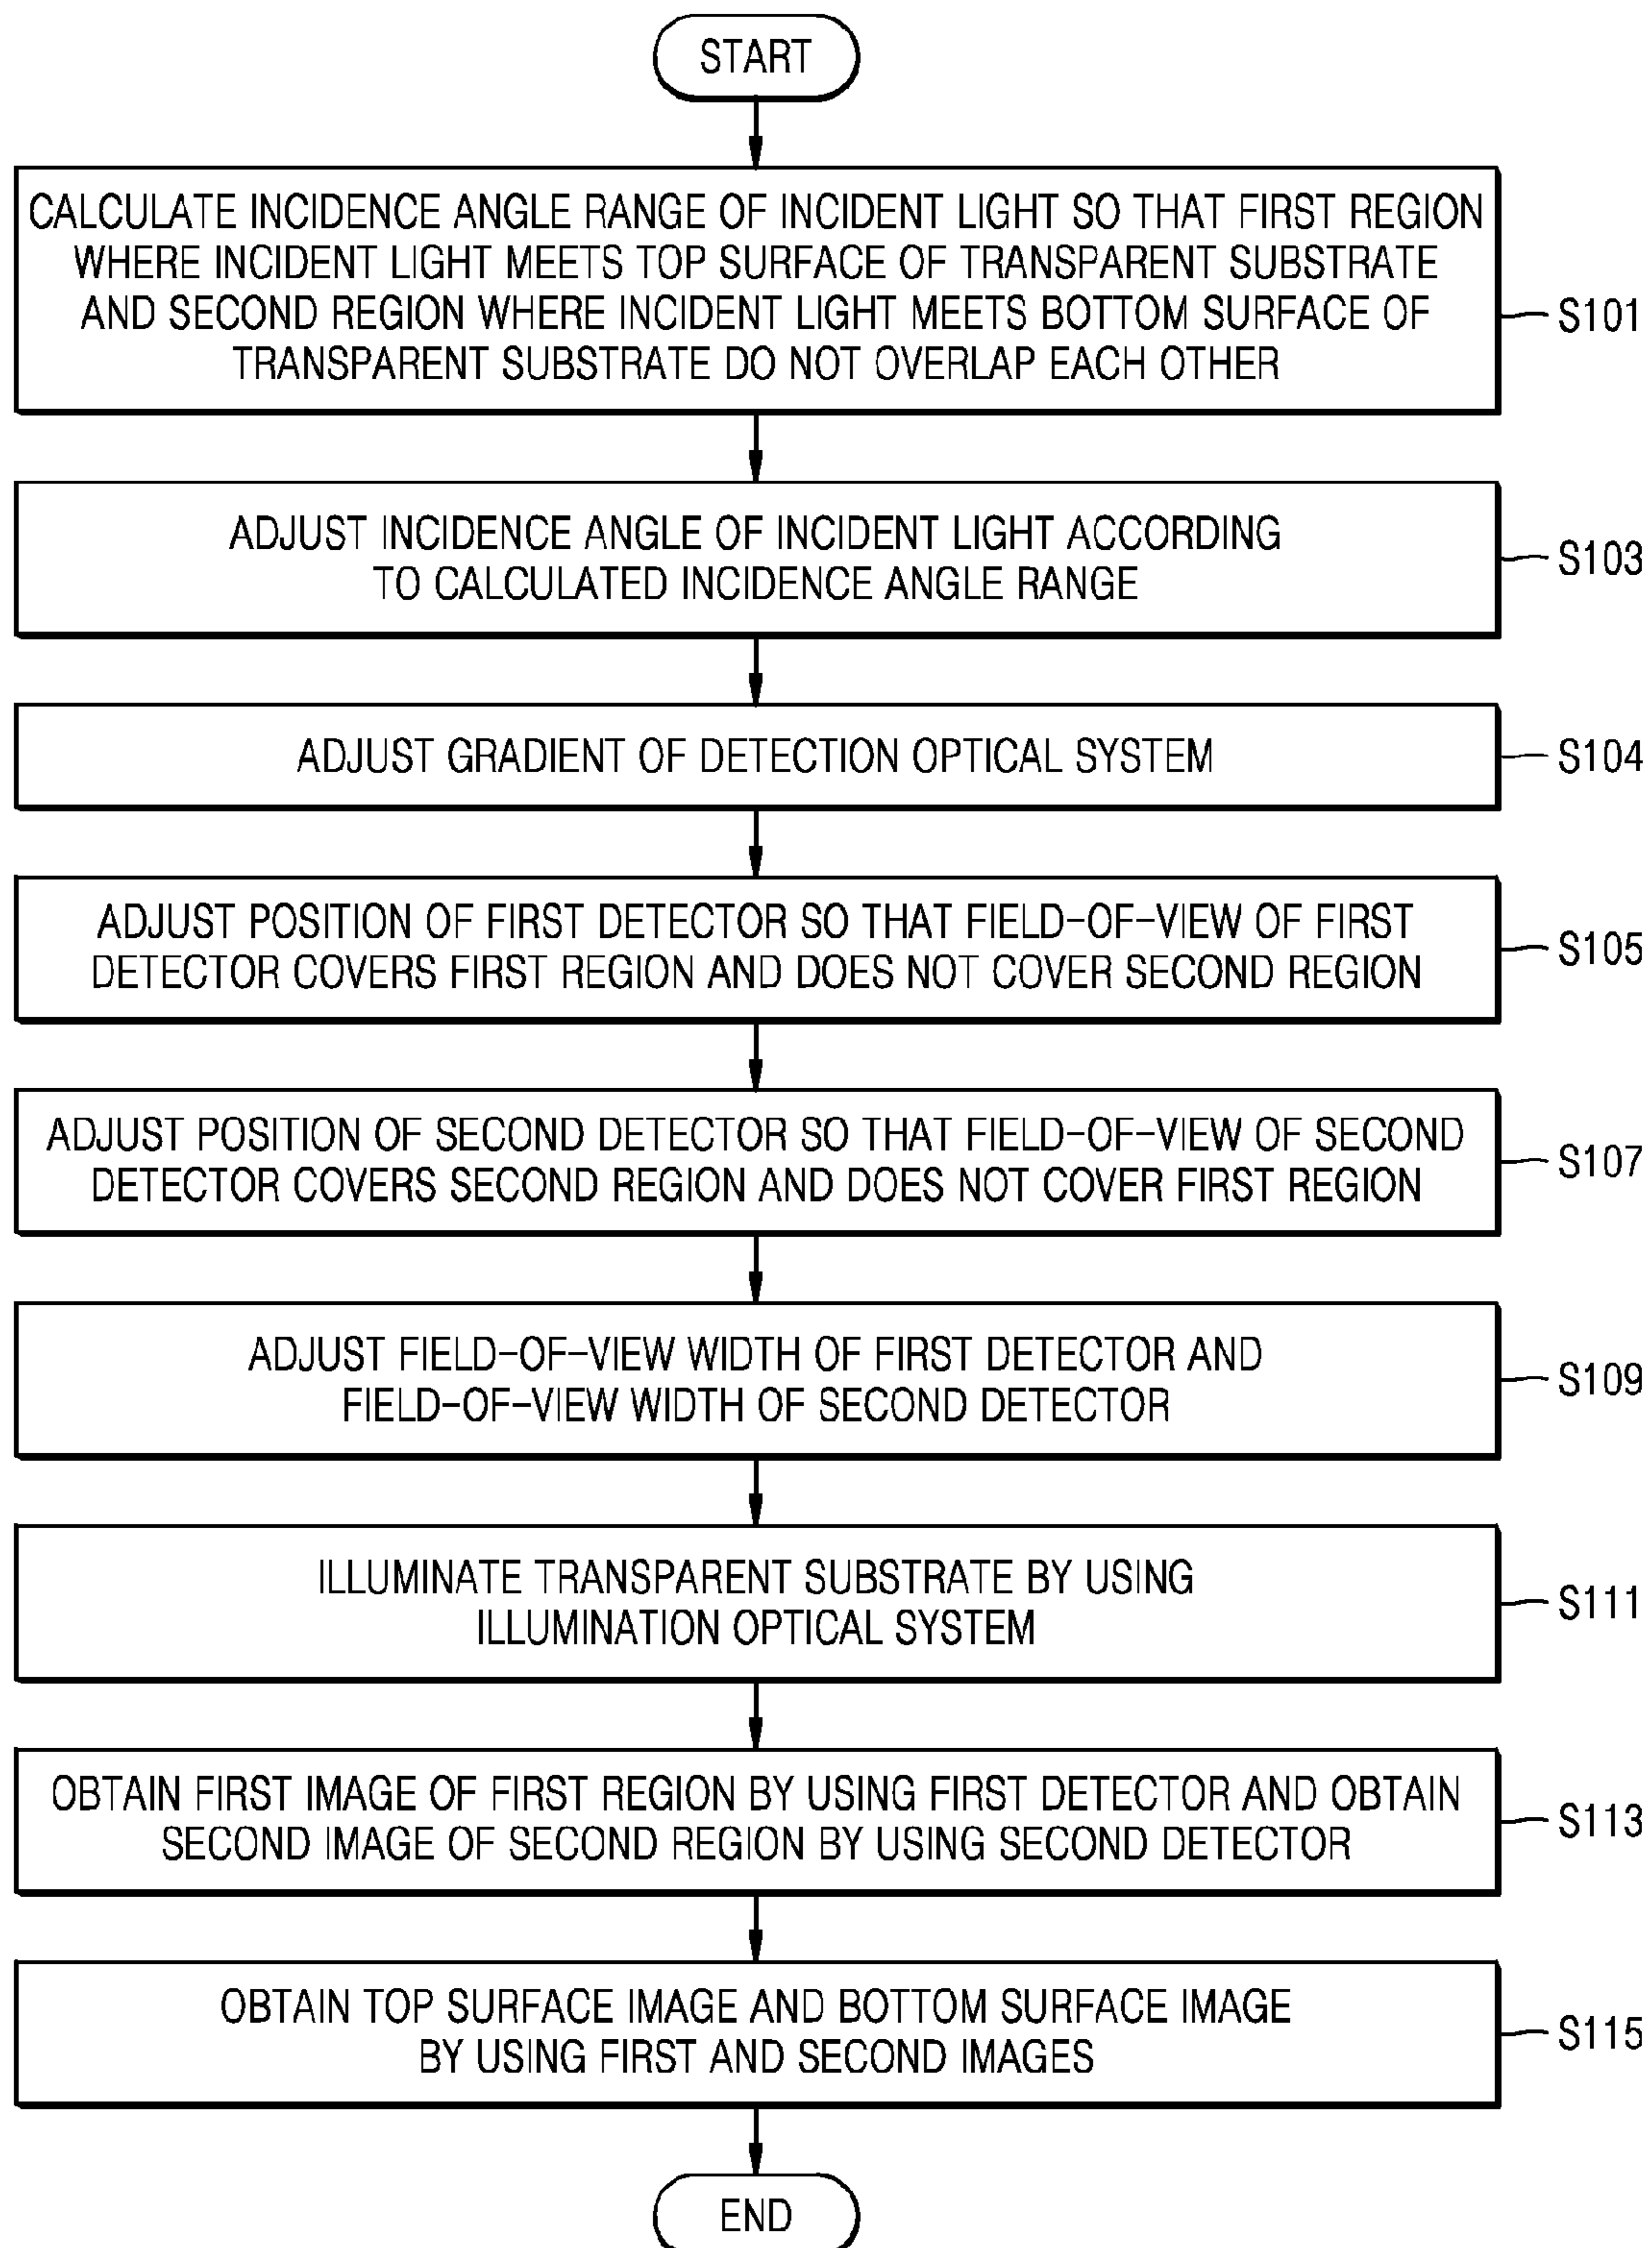 START
CALCULATE INCIDENCE ANGLE RANGE OF INCIDENT LIGHT SO THAT FIRST REGION
WHERE INCIDENT LIGHT MEETS TOP SURFACE OF TRANSPARENT SUBSTRATE
AND SECOND REGION WHERE INCIDENT LIGHT MEETS BOTTOM SURFACE OF
TRANSPARENT SUBSTRATE DO NOT OVERLAP EACH OTHER
S101
ADJUST INCIDENCE ANGLE OF INCIDENT LIGHT ACCORDING
TO CALCULATED INCIDENCE ANGLE RANGE
S103
ADJUST GRADIENT OF DETECTION OPTICAL SYSTEM
S104
ADJUST POSITION OF FIRST DETECTOR SO THAT FIELD-OF-VIEW OF FIRST
DETECTOR COVERS FIRST REGION AND DOES NOT COVER SECOND REGION
S105
ADJUST POSITION OF SECOND DETECTOR SO THAT FIELD-OF-VIEW OF SECOND
DETECTOR COVERS SECOND REGION AND DOES NOT COVER FIRST REGION
S107
ADJUST FIELD-OF-VIEW WIDTH OF FIRST DETECTOR AND
FIELD-OF-VIEW WIDTH OF SECOND DETECTOR
S109
ILLUMINATE TRANSPARENT SUBSTRATE BY USING
ILLUMINATION OPTICAL SYSTEM
S111
OBTAIN FIRST IMAGE OF FIRST REGION BY USING FIRST DETECTOR AND OBTAIN
SECOND IMAGE OF SECOND REGION BY USING SECOND DETECTOR
S113
OBTAIN TOP SURFACE IMAGE AND BOTTOM SURFACE IMAGE
BY USING FIRST AND SECOND IMAGES
S115
END